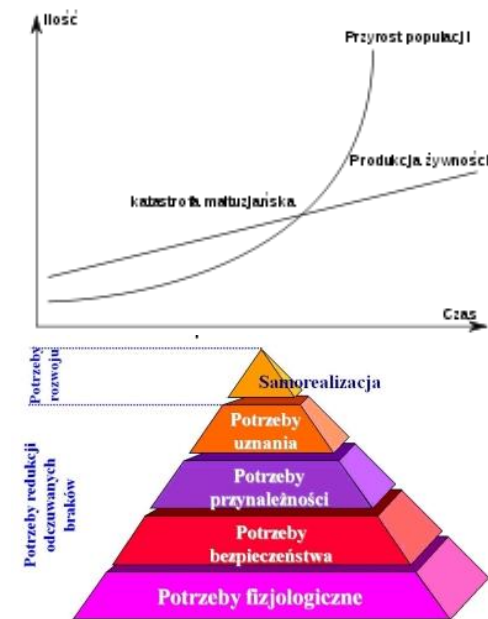 Ilość
Przyrost populacji
Produkcja żywności
katastrofa maltuzjańska
Czas
Potrzeby
rozwoju
Samorealizacja
Potrzeby
uznania
Potrzeby redukcji
odczuwanych
braków
Potrzeby
przynależności
Potrzeby
bezpieczeństwa
Potrzeby fizjologiczne